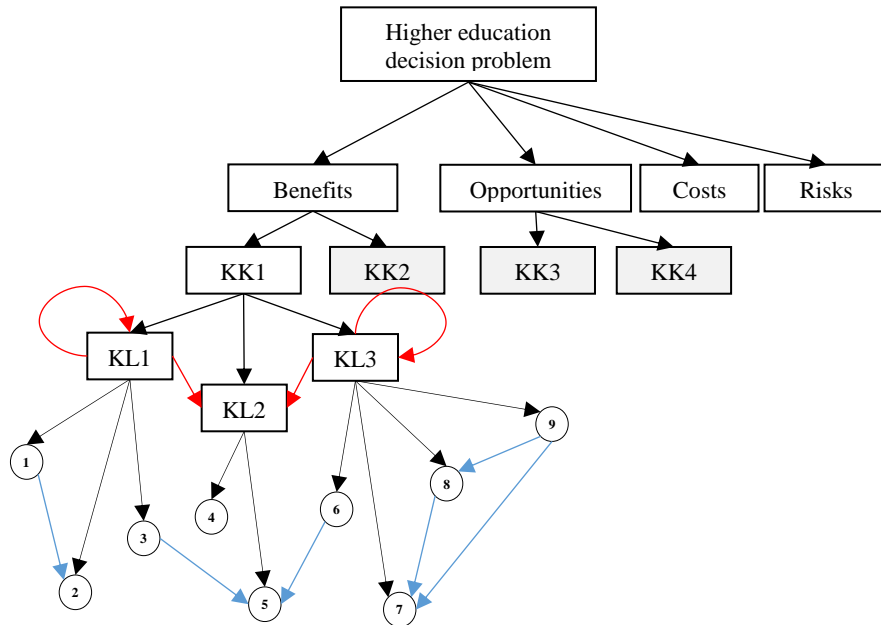 Higher education
decision problem
Benefits
Opportunities
Costs
Risks
KK1
KK2
KK3
KK4
KL1
KL3
KL2
9
1
8
6
4
3
2
5
7